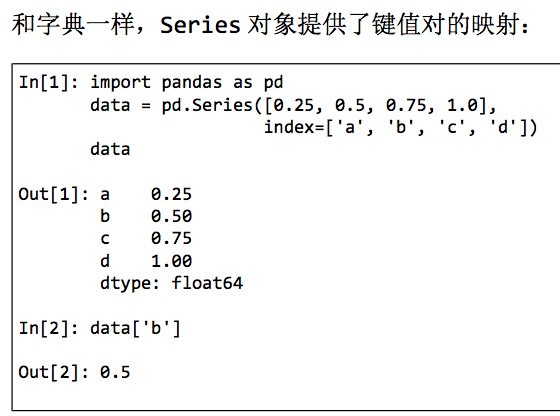 和字典一样，Series 对象提供了键值对的映射：
In[1]: import pandas as pd
       data = pd.Series([0.25, 0.5, 0.75, 1.0],
                        index=['a', 'b', 'c', 'd'])
       data
Out[1]: a    0.25
        b    0.50
        c    0.75
        d    1.00
        dtype: float64
In[2]: data['b']
Out[2]: 0.5